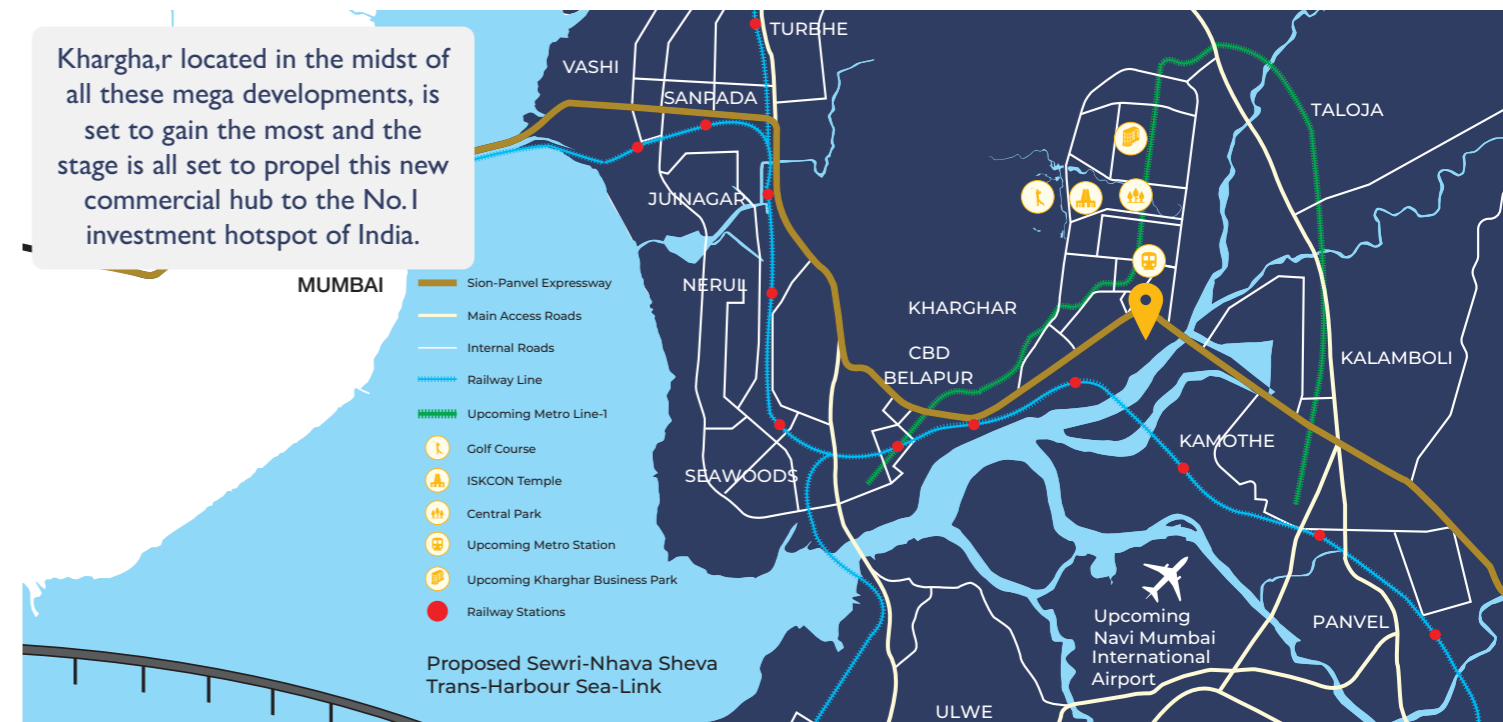 Khargha,r located in the midst of
all these mega developments, is
set to gain the most and the
stage is all set to propel this new
commercial hub to the No.1
investment hotspot of India.
TURBHE
VASHI
SANPADA
TALOJA
JUINAGAR
MUMBAI
NERUL
KHARGHAR
CBD
BELAPUR
KALAMBOLI
KAMOTHE
SEAWOODS
Sion-Panvel Expressway
Main Access Roads
Internal Roads
Railway Line
Upcoming Metro Line-1
Golf Course
ISKCON Temple
Central Park
Upcoming Metro Station
Upcoming Kharghar Business Park
Railway Stations
Upcoming
Navi Mumbai
International
Airport
PANVEL
Proposed Sewri-Nhava Sheva
Trans-Harbour Sea-Link
ULWE